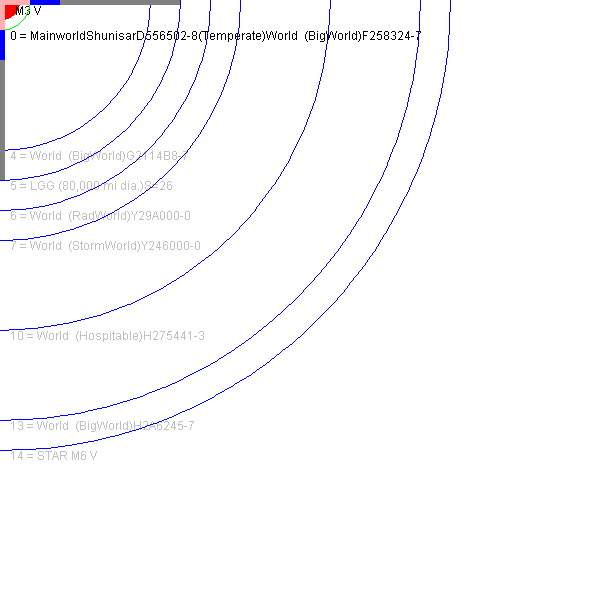 M3 V
0 = MainworldShunisarD556502-8(Temperate)World  (BigWorld)F258324-7
4 = World  (BigWorld)G2114B8-7
5 = LGG (80,000 mi dia.)S=26
6 = World  (RadWorld)Y29A000-0
7 = World  (StormWorld)Y246000-0
10 = World  (Hospitable)H275441-3
13 = World  (BigWorld)H2A6245-7
14 = STAR M6 V